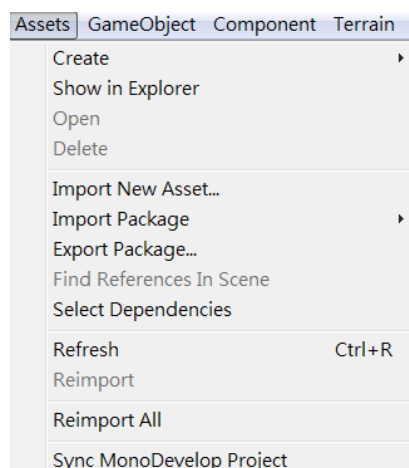 Assets GameObject Component Terrain
Create
Show in Explorer
Open
Delete
Import New Asset...
Import Package
Export Package...
Find References In Scene
Select Dependencies
Refresh Ctrl+R
Reimport
Reimport All
Sync MonoDevelop Project